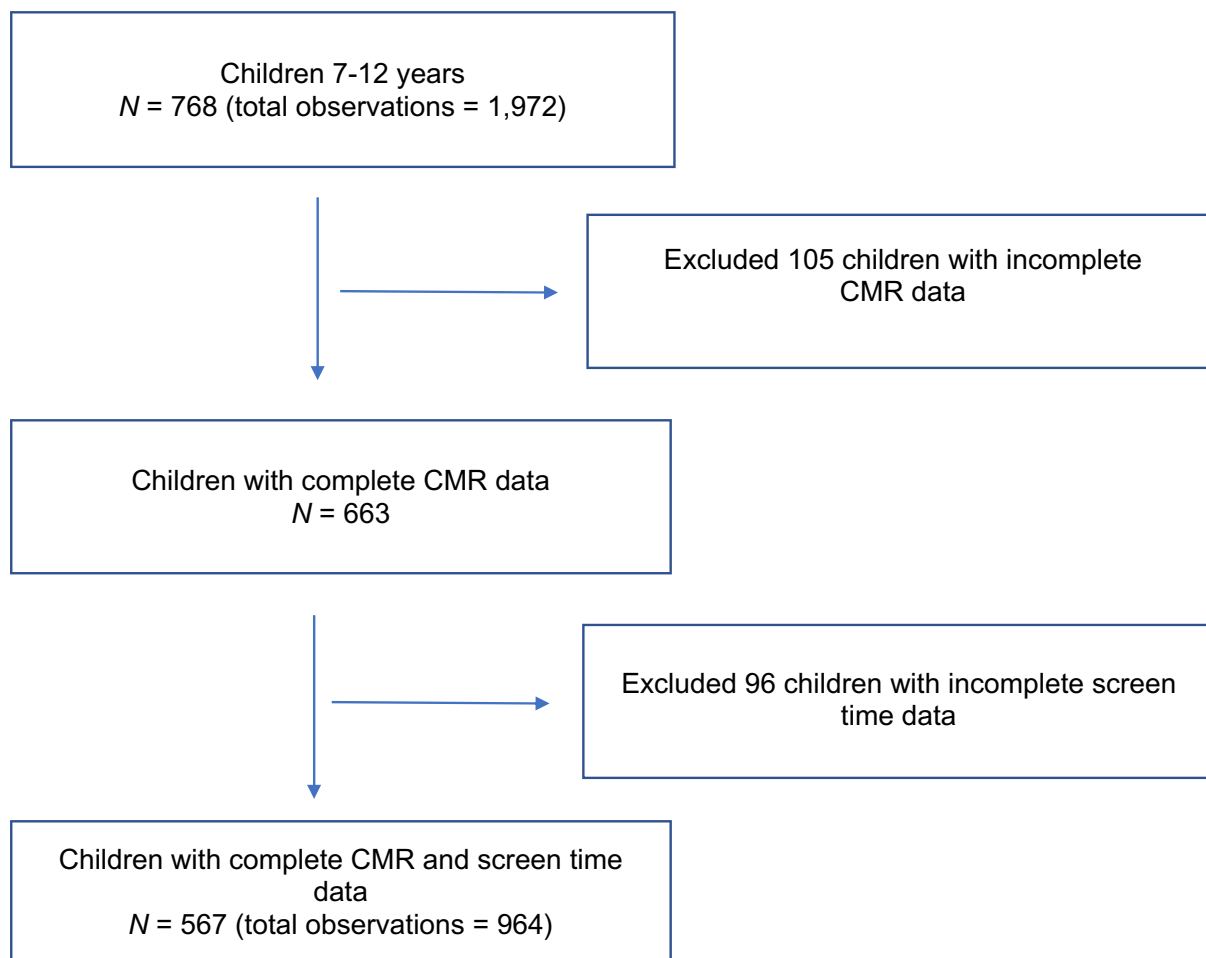 Children 7-12 years
N = 768 (total observations = 1,972)
Excluded 105 children with incomplete
CMR data
Children with complete CMR data
N = 663
Excluded 96 children with incomplete screen
time data
Children with complete CMR and screen time
data
N = 567 (total observations = 964)